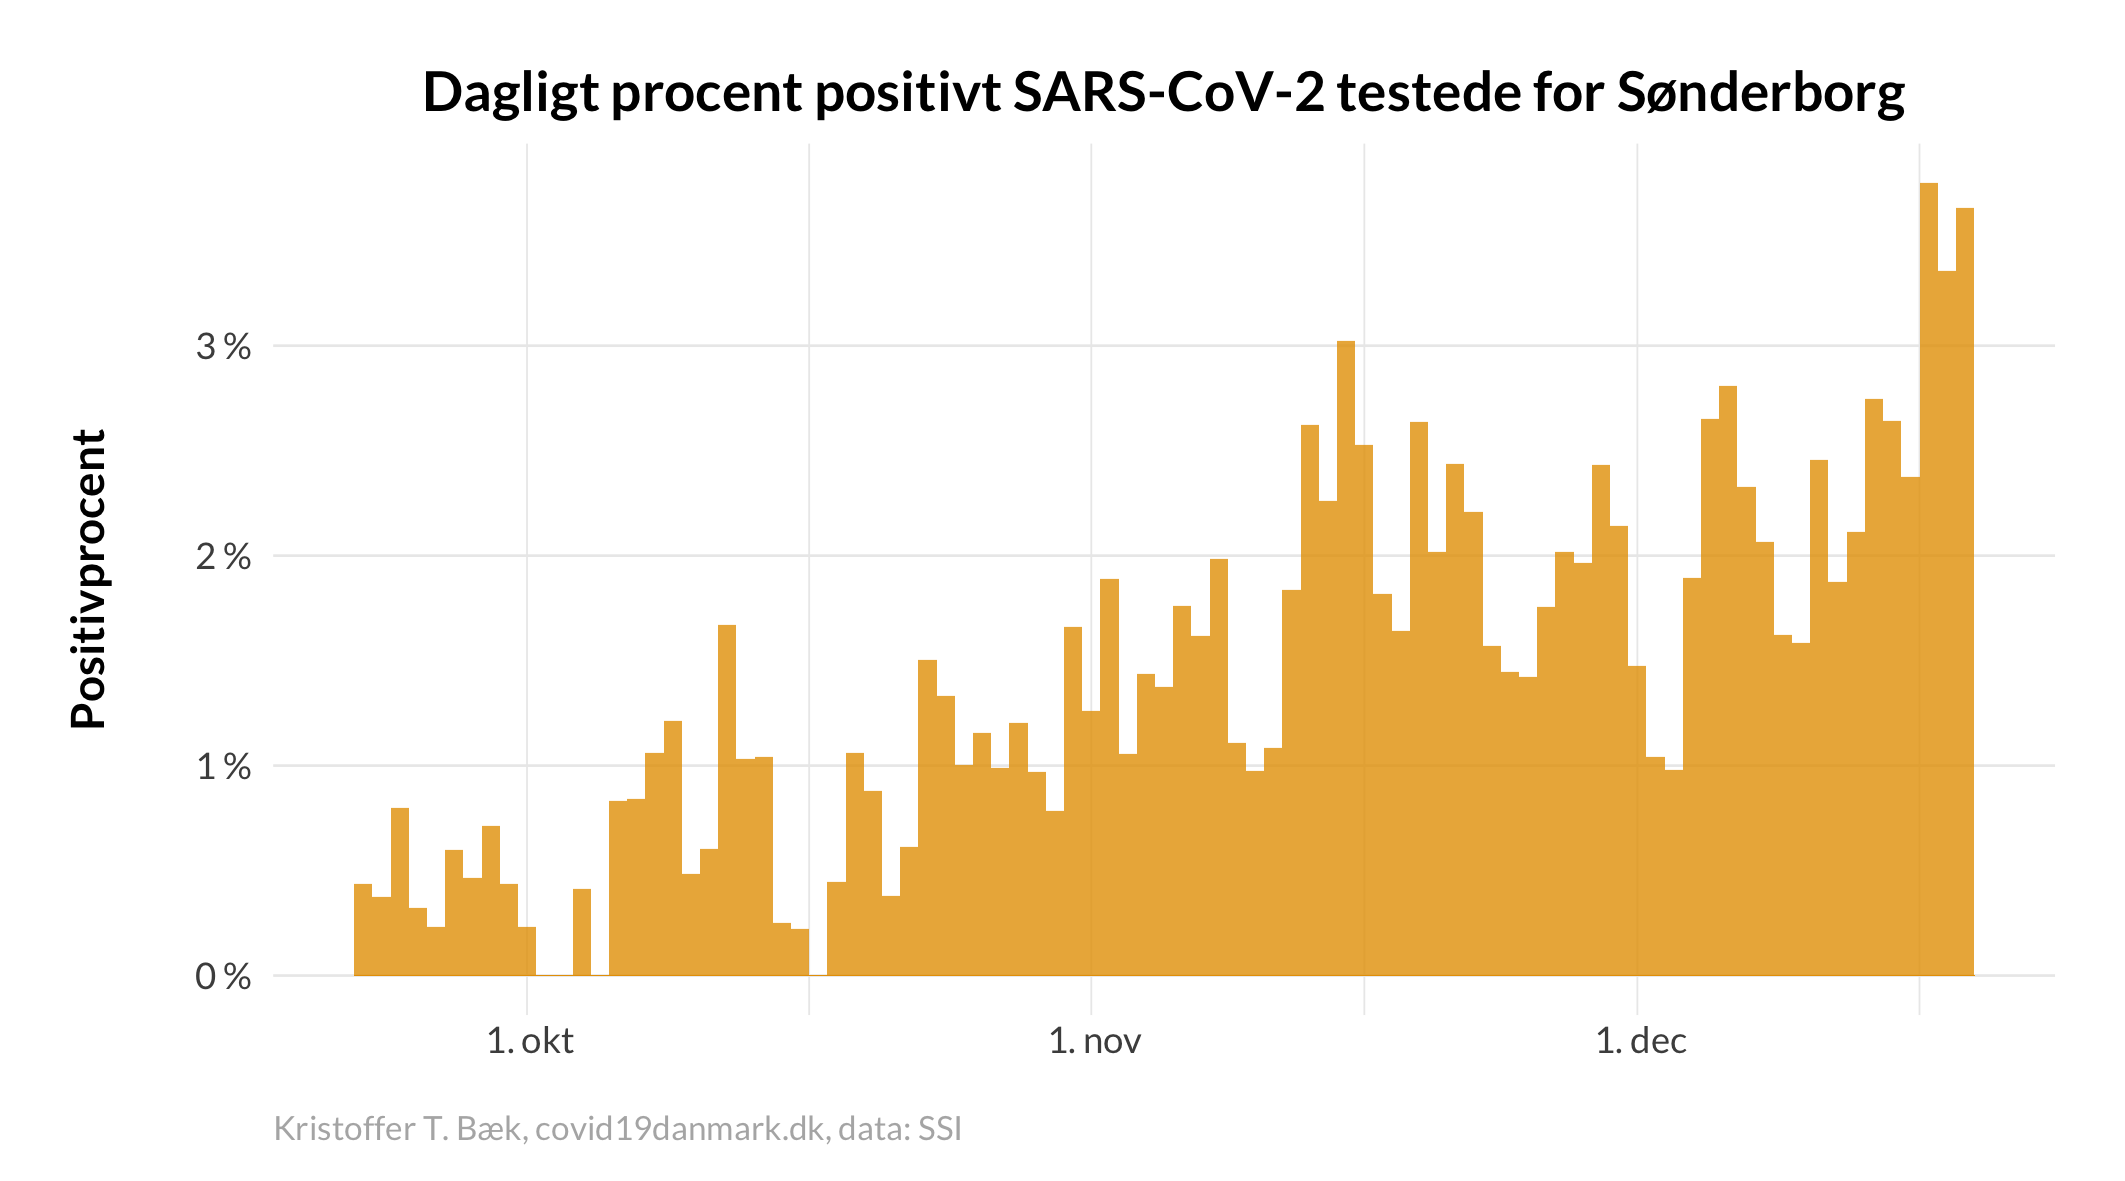 Dagligt procent positivt SARS-CoV-2 testede for Sønderborg
Positivprocent
3 %
2 %
1 %
0 %
1. okt
1. nov
1. dec
Kristoffer T. Bæk, covid19danmark.dk, data: SSI